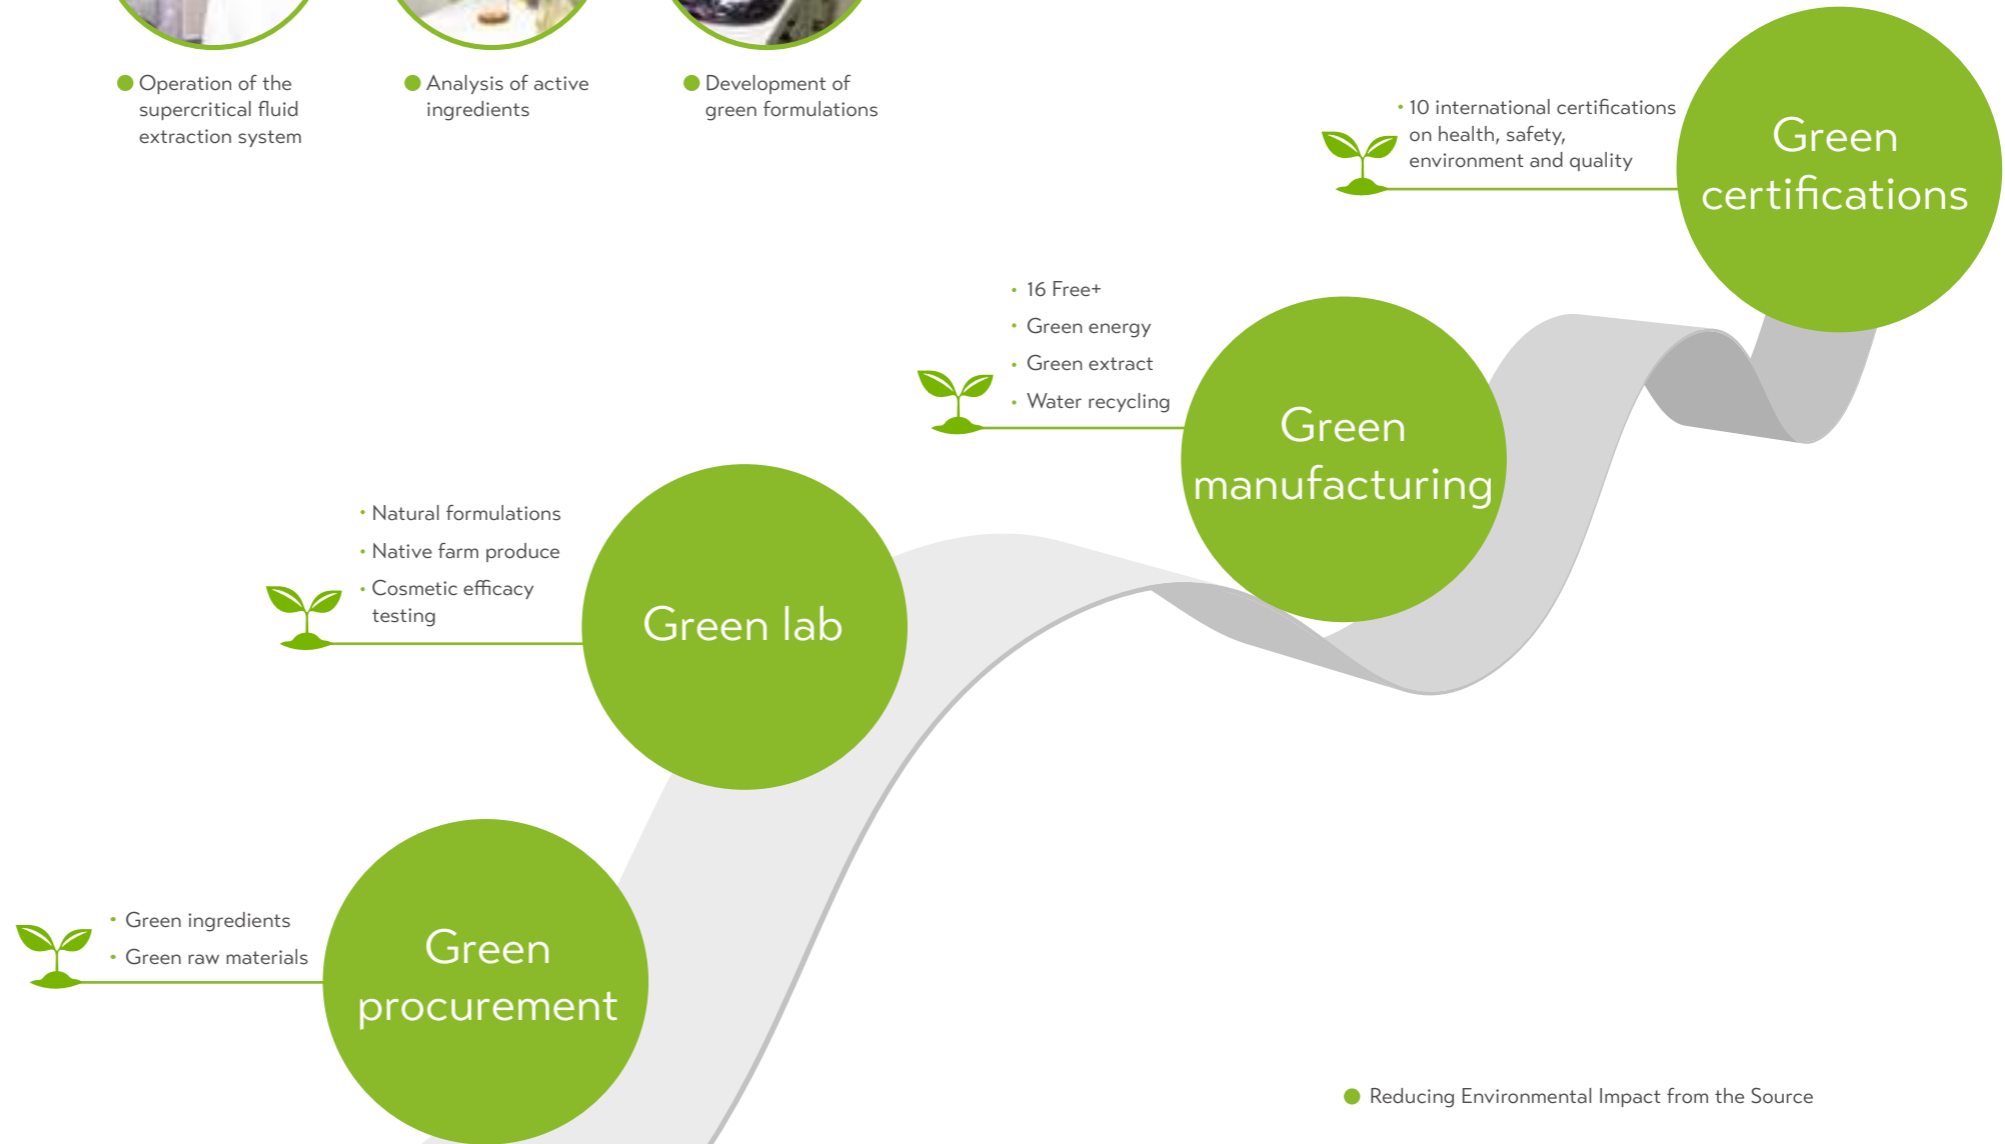 Operation of the
supercritical fluid
extraction system
Analysis of active
ingredients
Development of
green formulations
• 10 international certifications
on health, safety,
environment and quality
Green
certifications
• 16 Free+
• Green energy
• Green extract
• Water recycling
Green
manufacturing
• Natural formulations
• Native farm produce
• Cosmetic efficacy
testing
Green lab
• Green ingredients
• Green raw materials
Green
procurement
Reducing Environmental Impact from the Source